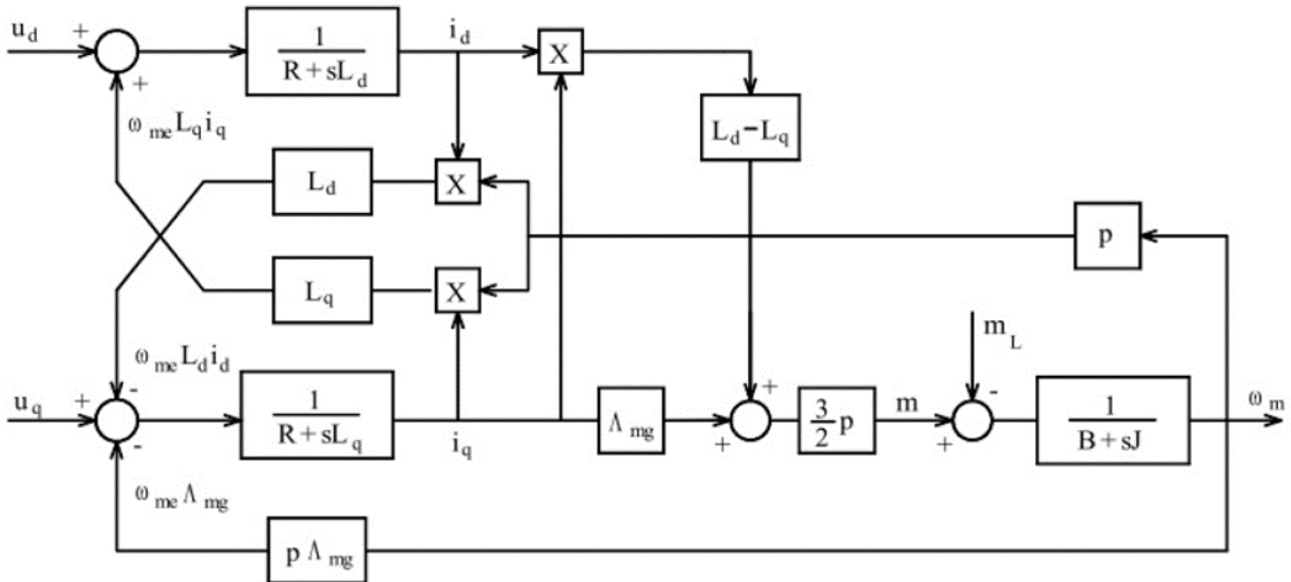 u_d + 1 i_d X
R+sL_d
+
ω_me L_q i_q L_d−L_q
L_d X
p
L_q X
ω_me L_d i_d m_L
- + -
u_q + 1 Λ_mg 3/2 p m 1 ω_m
- R+sL_q i_q + + B+sJ
ω_me Λ_mg
p Λ_mg